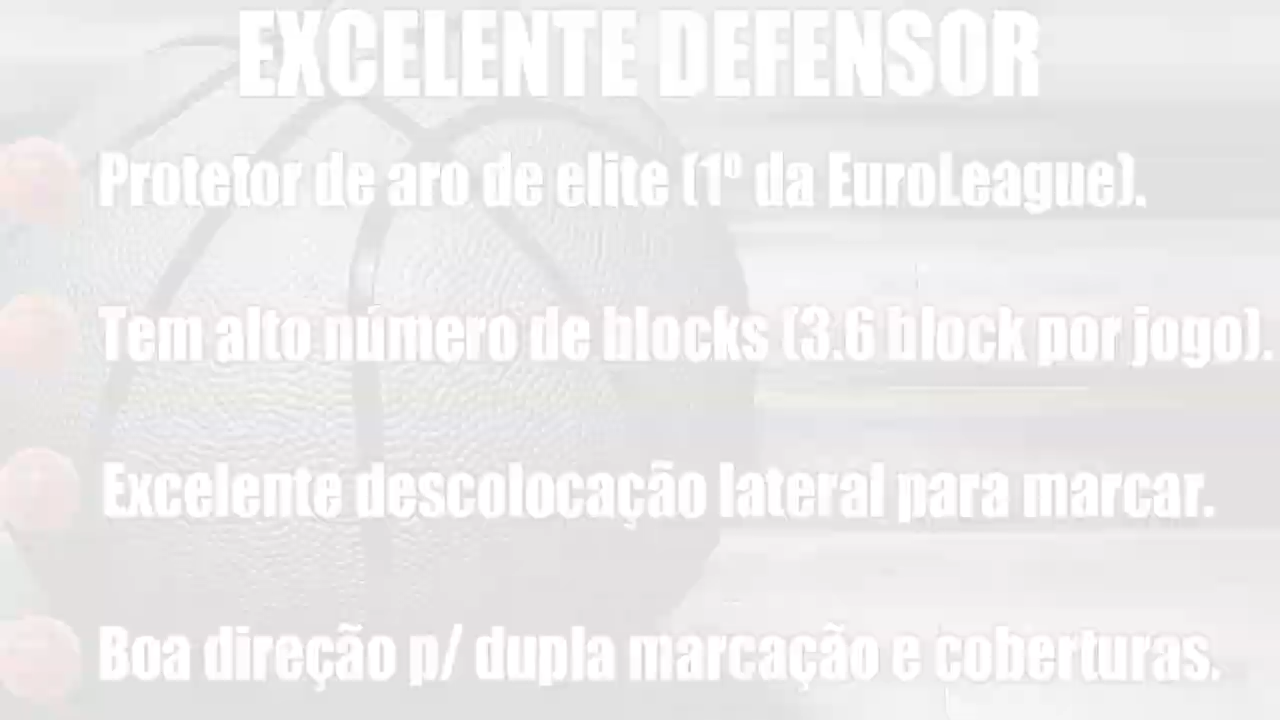 EXCELENTE DEFENSOR
Protetor de aro de elite (1º da EuroLeague).
Tem alto número de blocks (3.6 block por jogo).
Excelente descolocação lateral para marcar.
Boa direção p/ dupla marcação e coberturas.